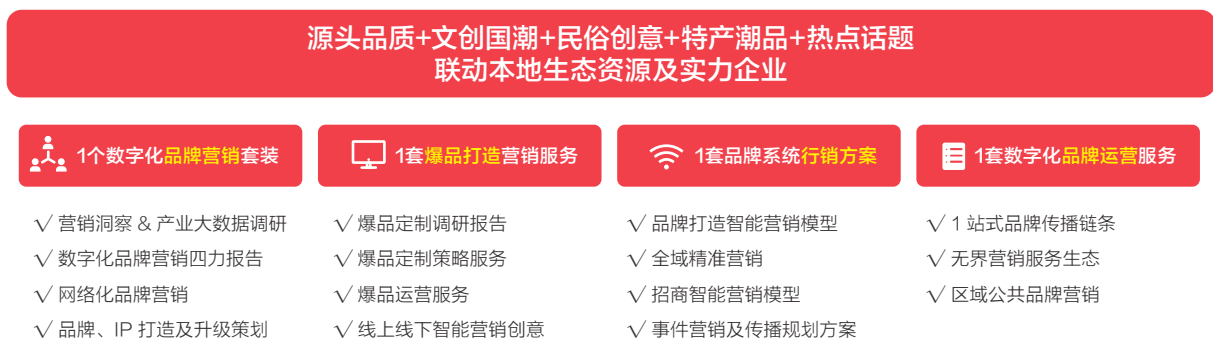 源头品质+文创国潮+民俗创意+特产潮品+热点话题
联动本地生态资源及实力企业
1个数字化品牌营销套装
√ 营销洞察 & 产业大数据调研
√ 数字化品牌营销四力报告
√ 网络化品牌营销
√ 品牌、IP 打造及升级策划
1套爆品打造营销服务
√ 爆品定制调研报告
√ 爆品定制策略服务
√ 爆品运营服务
√ 线上线下智能营销创意
1套品牌系统行销方案
√ 品牌打造智能营销模型
√ 全域精准营销
√ 招商智能营销模型
√ 事件营销及传播规划方案
1套数字化品牌运营服务
√ 1 站式品牌传播链条
√ 无界营销服务生态
√ 区域公共品牌营销